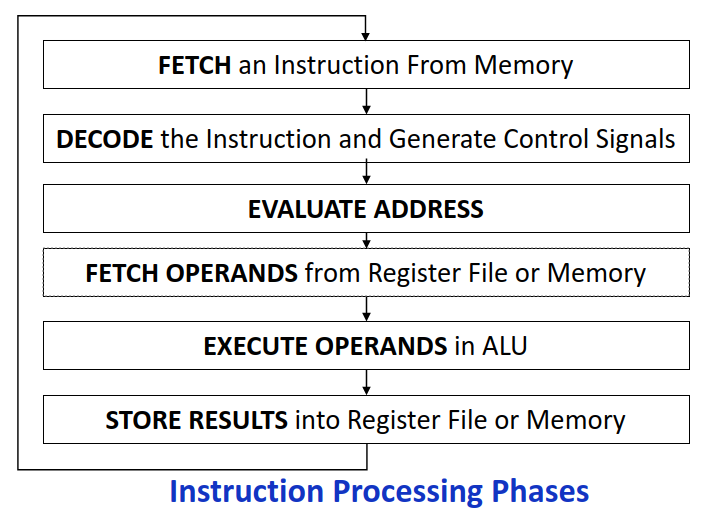 FETCH an Instruction From Memory
DECODE the Instruction and Generate Control Signals
EVALUATE ADDRESS
FETCH OPERANDS from Register File or Memory
EXECUTE OPERANDS in ALU
STORE RESULTS into Register File or Memory
Instruction Processing Phases